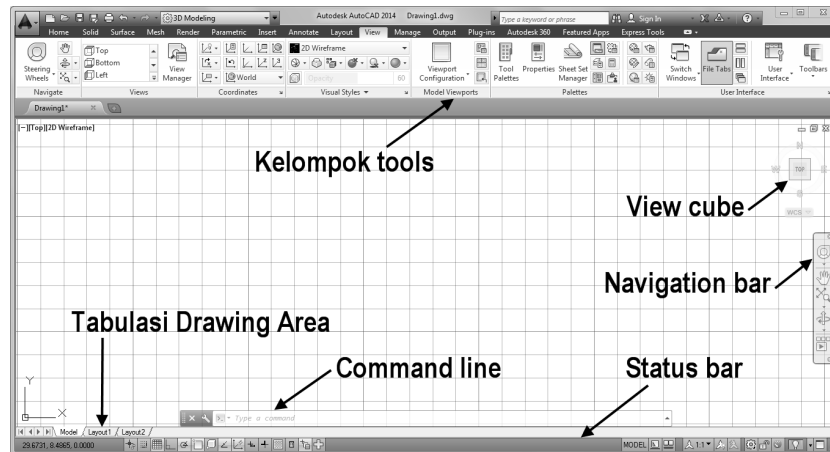 3D Modeling Autodesk AutoCAD 2014 Drawing1.dwg Type a keyword or phrase Sign In
Home Solid Surface Mesh Render Parametric Insert Annotate Layout View Manage Output Plug-ins Autodesk 360 Featured Apps Express Tools
Steering Wheels
Top
Bottom
Left
View Manager
World
2D Wireframe
Opacity 60
Viewport Configuration
Tool Palettes
Properties
Sheet Set Manager
Switch Windows
File Tabs
User Interface
Toolbars
Navigate Views Coordinates Visual Styles Model Viewports Palettes User Interface
Drawing1*
[−][Top][2D Wireframe]
Kelompok tools
TOP
View cube
WCS
Navigation bar
Tabulasi Drawing Area
Command line
Status bar
Y
X
Type a command
Model Layout1 Layout2
29.6731, 8.4865, 0.0000 MODEL 1:1